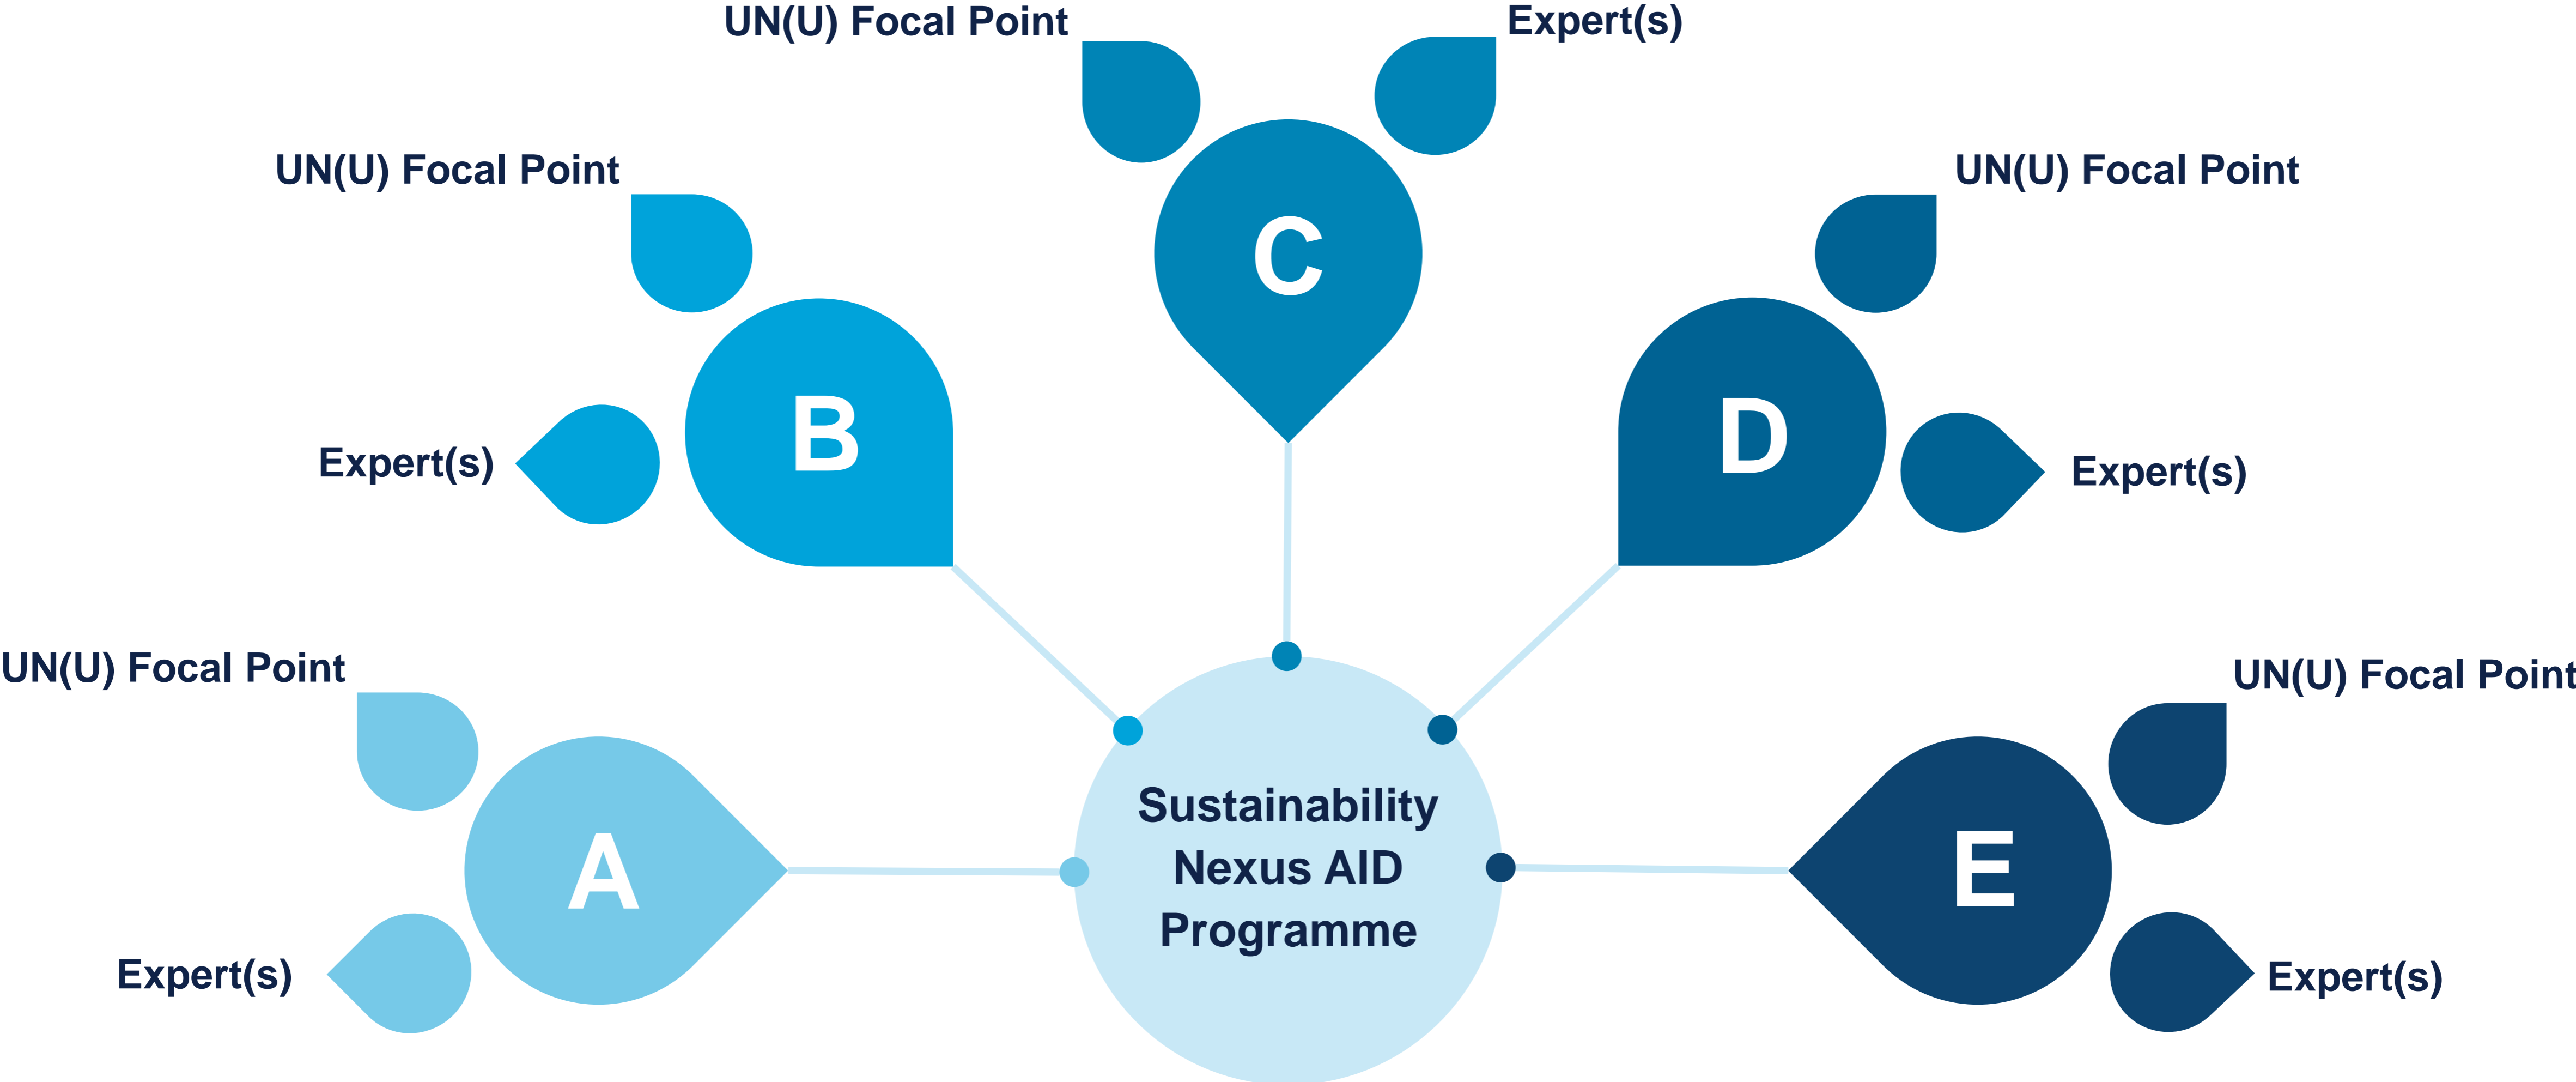 UN(U) Focal Point
Expert(s)
UN(U) Focal Point
UN(U) Focal Point
C
B
D
Expert(s)
Expert(s)
UN(U) Focal Point
UN(U) Focal Point
Sustainability
Nexus AID
Programme
A
E
Expert(s)
Expert(s)